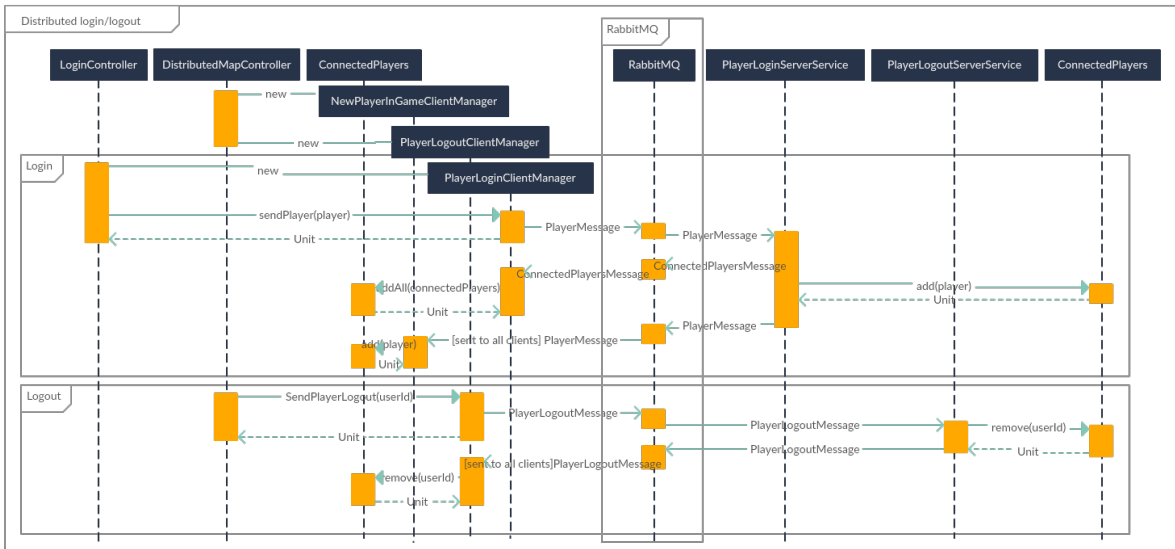 Distributed login/logout
RabbitMQ
LoginController
DistributedMapController
ConnectedPlayers
RabbitMQ
PlayerLoginServerService
PlayerLogoutServerService
ConnectedPlayers
new
NewPlayerInGameClientManager
new
PlayerLogoutClientManager
Login
new
PlayerLoginClientManager
sendPlayer(player)
PlayerMessage
PlayerMessage
Unit
ConnectedPlayersMessage
ConnectedPlayersMessage
addAll(connectedPlayers)
add(player)
Unit
Unit
PlayerMessage
[sent to all clients] PlayerMessage
add(player)
Unit
Logout
SendPlayerLogout(userId)
PlayerLogoutMessage
PlayerLogoutMessage
remove(userId)
Unit
PlayerLogoutMessage
Unit
[sent to all clients]PlayerLogoutMessage
remove(userId)
Unit